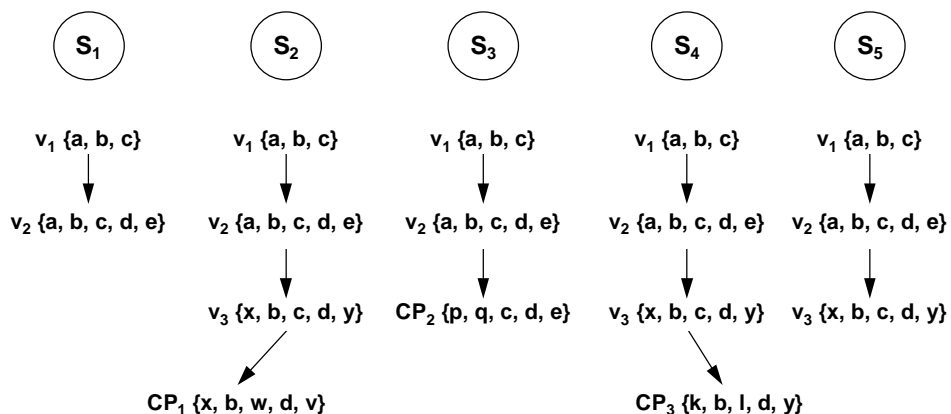 S₁ S₂ S₃ S₄ S₅
v₁ {a, b, c} v₁ {a, b, c} v₁ {a, b, c} v₁ {a, b, c} v₁ {a, b, c}
v₂ {a, b, c, d, e} v₂ {a, b, c, d, e} v₂ {a, b, c, d, e} v₂ {a, b, c, d, e} v₂ {a, b, c, d, e}
v₃ {x, b, c, d, y} CP₂ {p, q, c, d, e} v₃ {x, b, c, d, y} v₃ {x, b, c, d, y}
CP₁ {x, b, w, d, v} CP₃ {k, b, l, d, y}